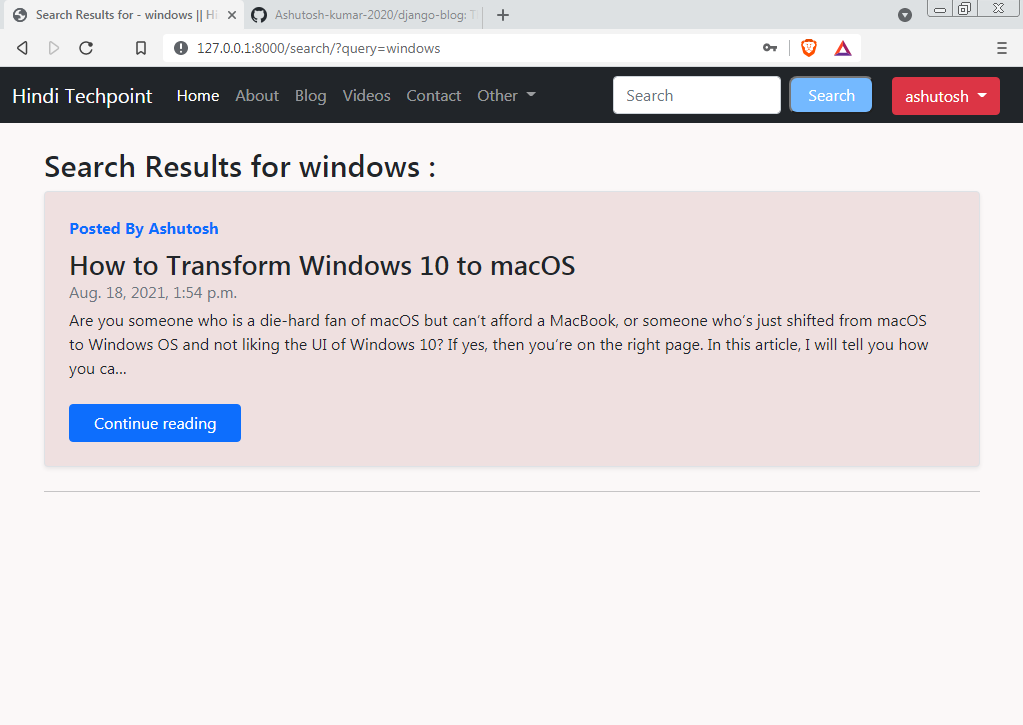 Search Results for - windows || Hi
Ashutosh-kumar-2020/django-blog: T
127.0.0.1:8000/search/?query=windows
Hindi Techpoint Home About Blog Videos Contact Other Search Search ashutosh
Search Results for windows :
Posted By Ashutosh
How to Transform Windows 10 to macOS
Aug. 18, 2021, 1:54 p.m.
Are you someone who is a die-hard fan of macOS but can’t afford a MacBook, or someone who’s just shifted from macOS
to Windows OS and not liking the UI of Windows 10? If yes, then you’re on the right page. In this article, I will tell you how
you ca...
Continue reading